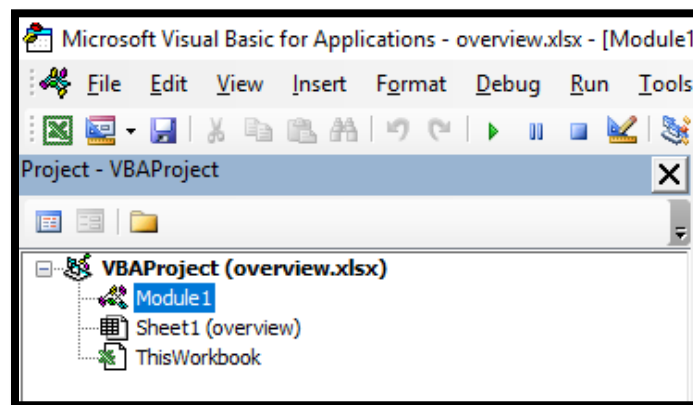 Microsoft Visual Basic for Applications - overview.xlsx - [Module1
File Edit View Insert Format Debug Run Tools
Project - VBAProject
VBAProject (overview.xlsx)
Module1
Sheet1 (overview)
ThisWorkbook